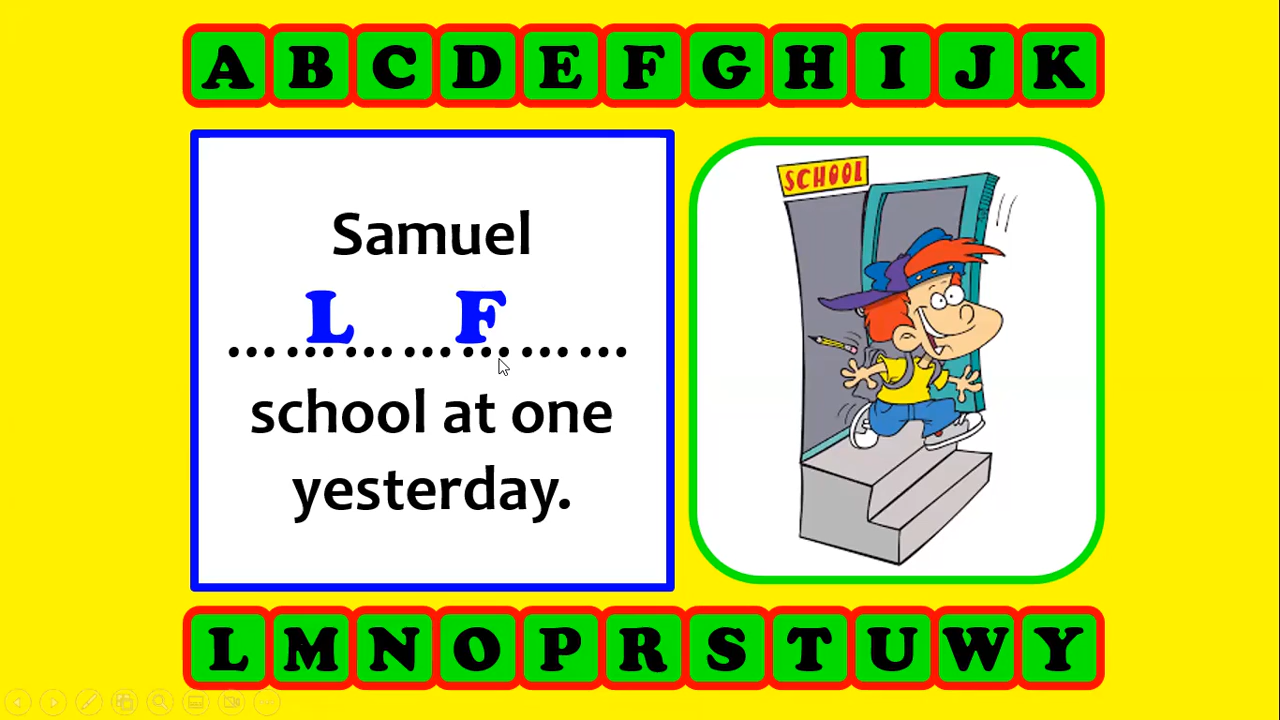 A B C D E F G H I J K
SCHOOL
Samuel
L F
………………………
school at one
yesterday.
L M N O P R S T U W Y